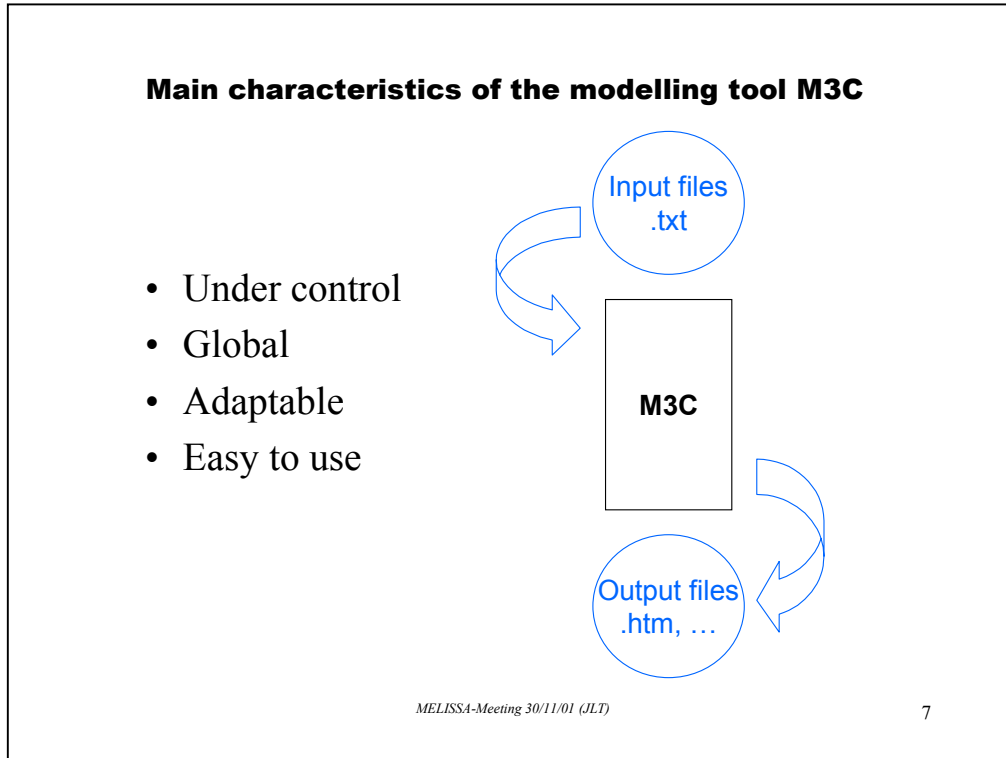 Main characteristics of the modelling tool M3C
Input files
.txt
• Under control
• Global
• Adaptable
• Easy to use
M3C
Output files
.htm, …
MELISSA-Meeting 30/11/01 (JLT)
7